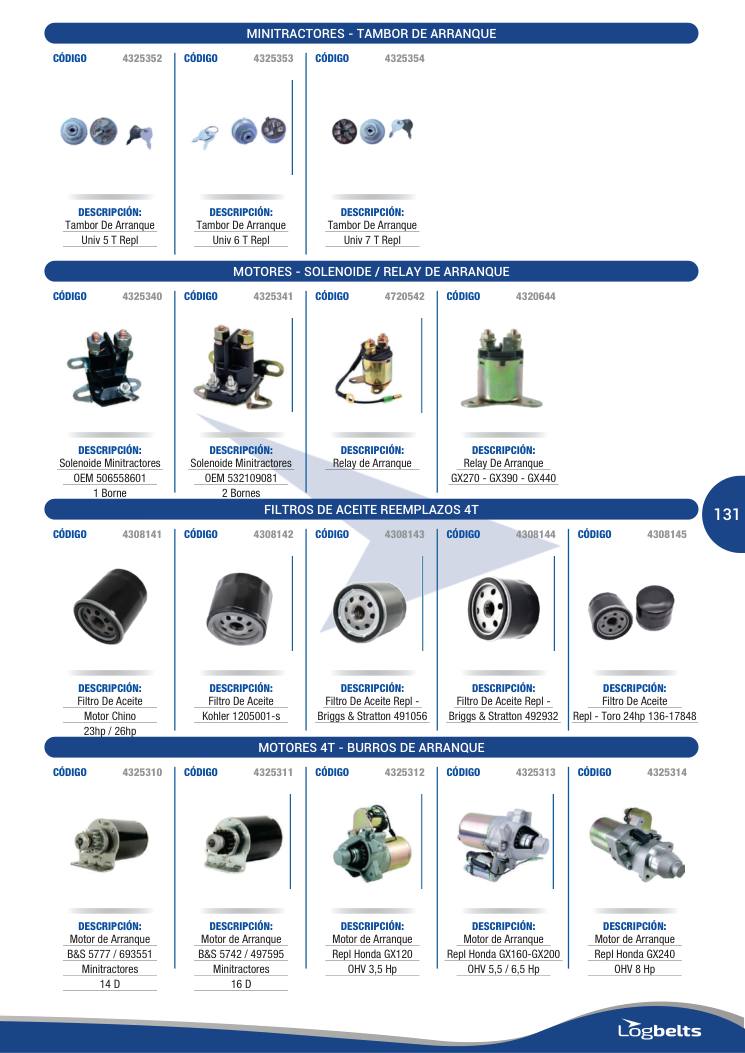 MINITRACTORES - TAMBOR DE ARRANQUE
CÓDIGO 4325352
DESCRIPCIÓN:
Tambor De Arranque
Univ 5 T Repl
CÓDIGO 4325353
DESCRIPCIÓN:
Tambor De Arranque
Univ 6 T Repl
CÓDIGO 4325354
DESCRIPCIÓN:
Tambor De Arranque
Univ 7 T Repl
MOTORES - SOLENOIDE / RELAY DE ARRANQUE
CÓDIGO 4325340
DESCRIPCIÓN:
Solenoide Minitractores
OEM 506558601
1 Borne
CÓDIGO 4325341
DESCRIPCIÓN:
Solenoide Minitractores
OEM 532109081
2 Bornes
CÓDIGO 4720542
DESCRIPCIÓN:
Relay de Arranque
CÓDIGO 4320644
DESCRIPCIÓN:
Relay De Arranque
GX270 - GX390 - GX440
FILTROS DE ACEITE REEMPLAZOS 4T
131
CÓDIGO 4308141
DESCRIPCIÓN:
Filtro De Aceite
Motor Chino
23hp / 26hp
CÓDIGO 4308142
DESCRIPCIÓN:
Filtro De Aceite
Kohler 1205001-s
CÓDIGO 4308143
DESCRIPCIÓN:
Filtro De Aceite Repl -
Briggs & Stratton 491056
CÓDIGO 4308144
DESCRIPCIÓN:
Filtro De Aceite Repl -
Briggs & Stratton 492932
CÓDIGO 4308145
DESCRIPCIÓN:
Filtro De Aceite
Repl - Toro 24hp 136-17848
MOTORES 4T - BURROS DE ARRANQUE
CÓDIGO 4325310
DESCRIPCIÓN:
Motor de Arranque
B&S 5777 / 693551
Minitractores
14 D
CÓDIGO 4325311
DESCRIPCIÓN:
Motor de Arranque
B&S 5742 / 497595
Minitractores
16 D
CÓDIGO 4325312
DESCRIPCIÓN:
Motor de Arranque
Repl Honda GX120
OHV 3,5 Hp
CÓDIGO 4325313
DESCRIPCIÓN:
Motor de Arranque
Repl Honda GX160-GX200
OHV 5,5 / 6,5 Hp
CÓDIGO 4325314
DESCRIPCIÓN:
Motor de Arranque
Repl Honda GX240
OHV 8 Hp
Logbelts